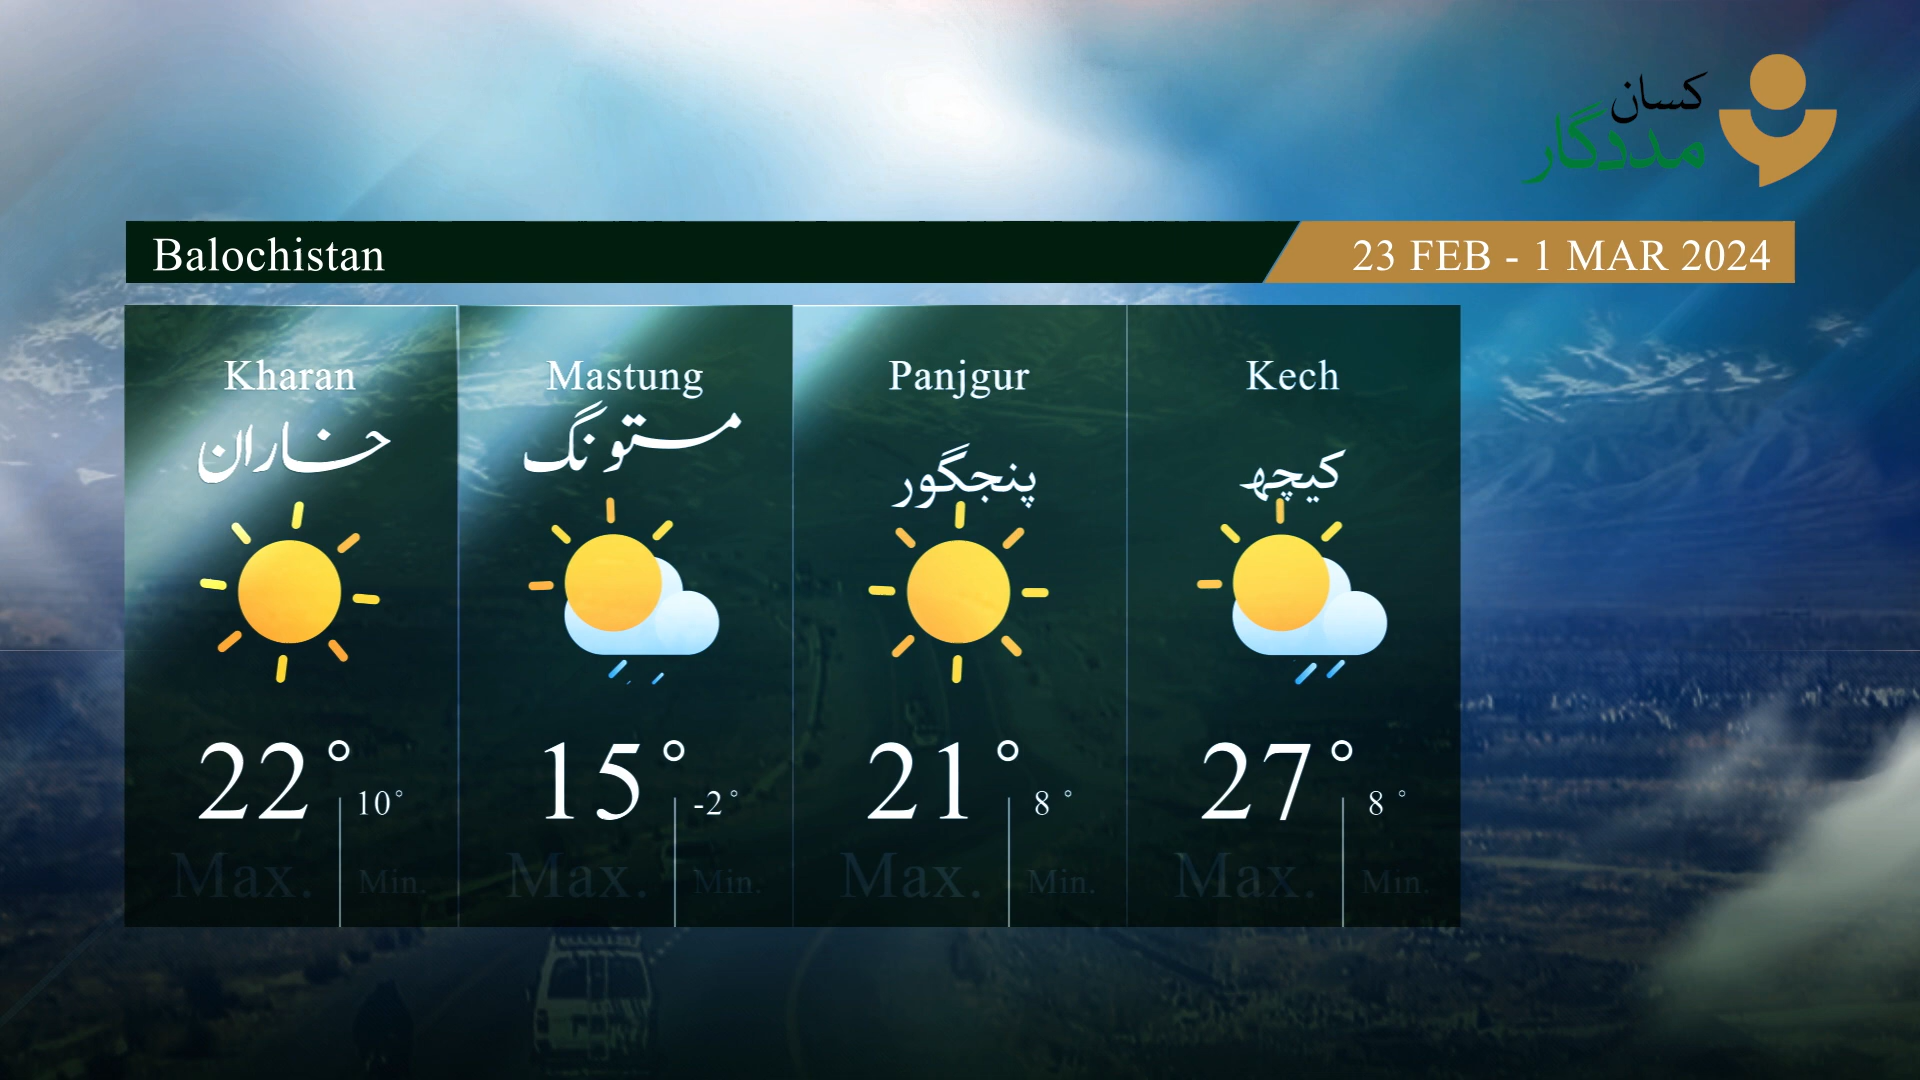 کسان
مددگار
Balochistan
23 FEB - 1 MAR 2024
Kharan
خاران
22° 10°
Max. Min.
Mastung
مستونگ
15° -2°
Max. Min.
Panjgur
پنجگور
21° 8°
Max. Min.
Kech
کیچھ
27° 8°
Max. Min.